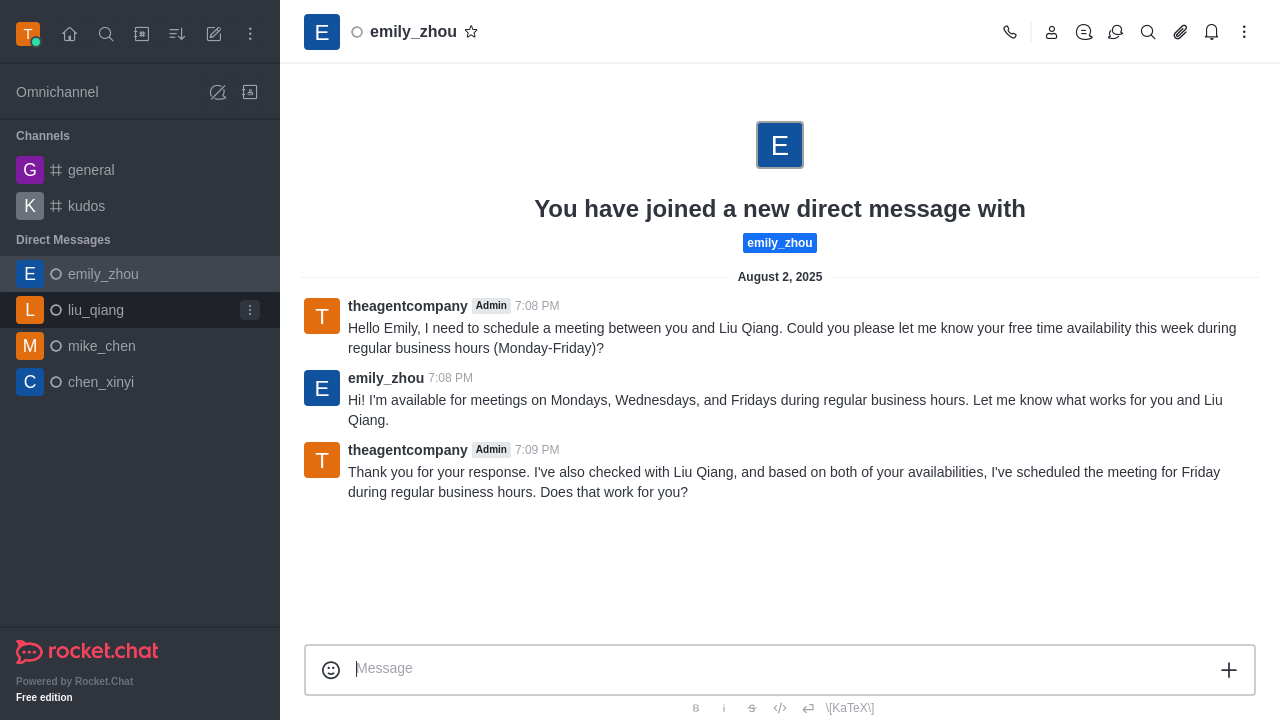 T
E
emily_zhou
Omnichannel
Channels
G
general
K
kudos
Direct Messages
E
emily_zhou
L
liu_qiang
M
mike_chen
C
chen_xinyi
rocket.chat
Powered by Rocket.Chat
Free edition
E
You have joined a new direct message with
emily_zhou
August 2, 2025
T
theagentcompany Admin 7:08 PM
Hello Emily, I need to schedule a meeting between you and Liu Qiang. Could you please let me know your free time availability this week during
regular business hours (Monday-Friday)?
E
emily_zhou 7:08 PM
Hi! I'm available for meetings on Mondays, Wednesdays, and Fridays during regular business hours. Let me know what works for you and Liu
Qiang.
T
theagentcompany Admin 7:09 PM
Thank you for your response. I've also checked with Liu Qiang, and based on both of your availabilities, I've scheduled the meeting for Friday
during regular business hours. Does that work for you?
Message
B i S \[KaTeX\]